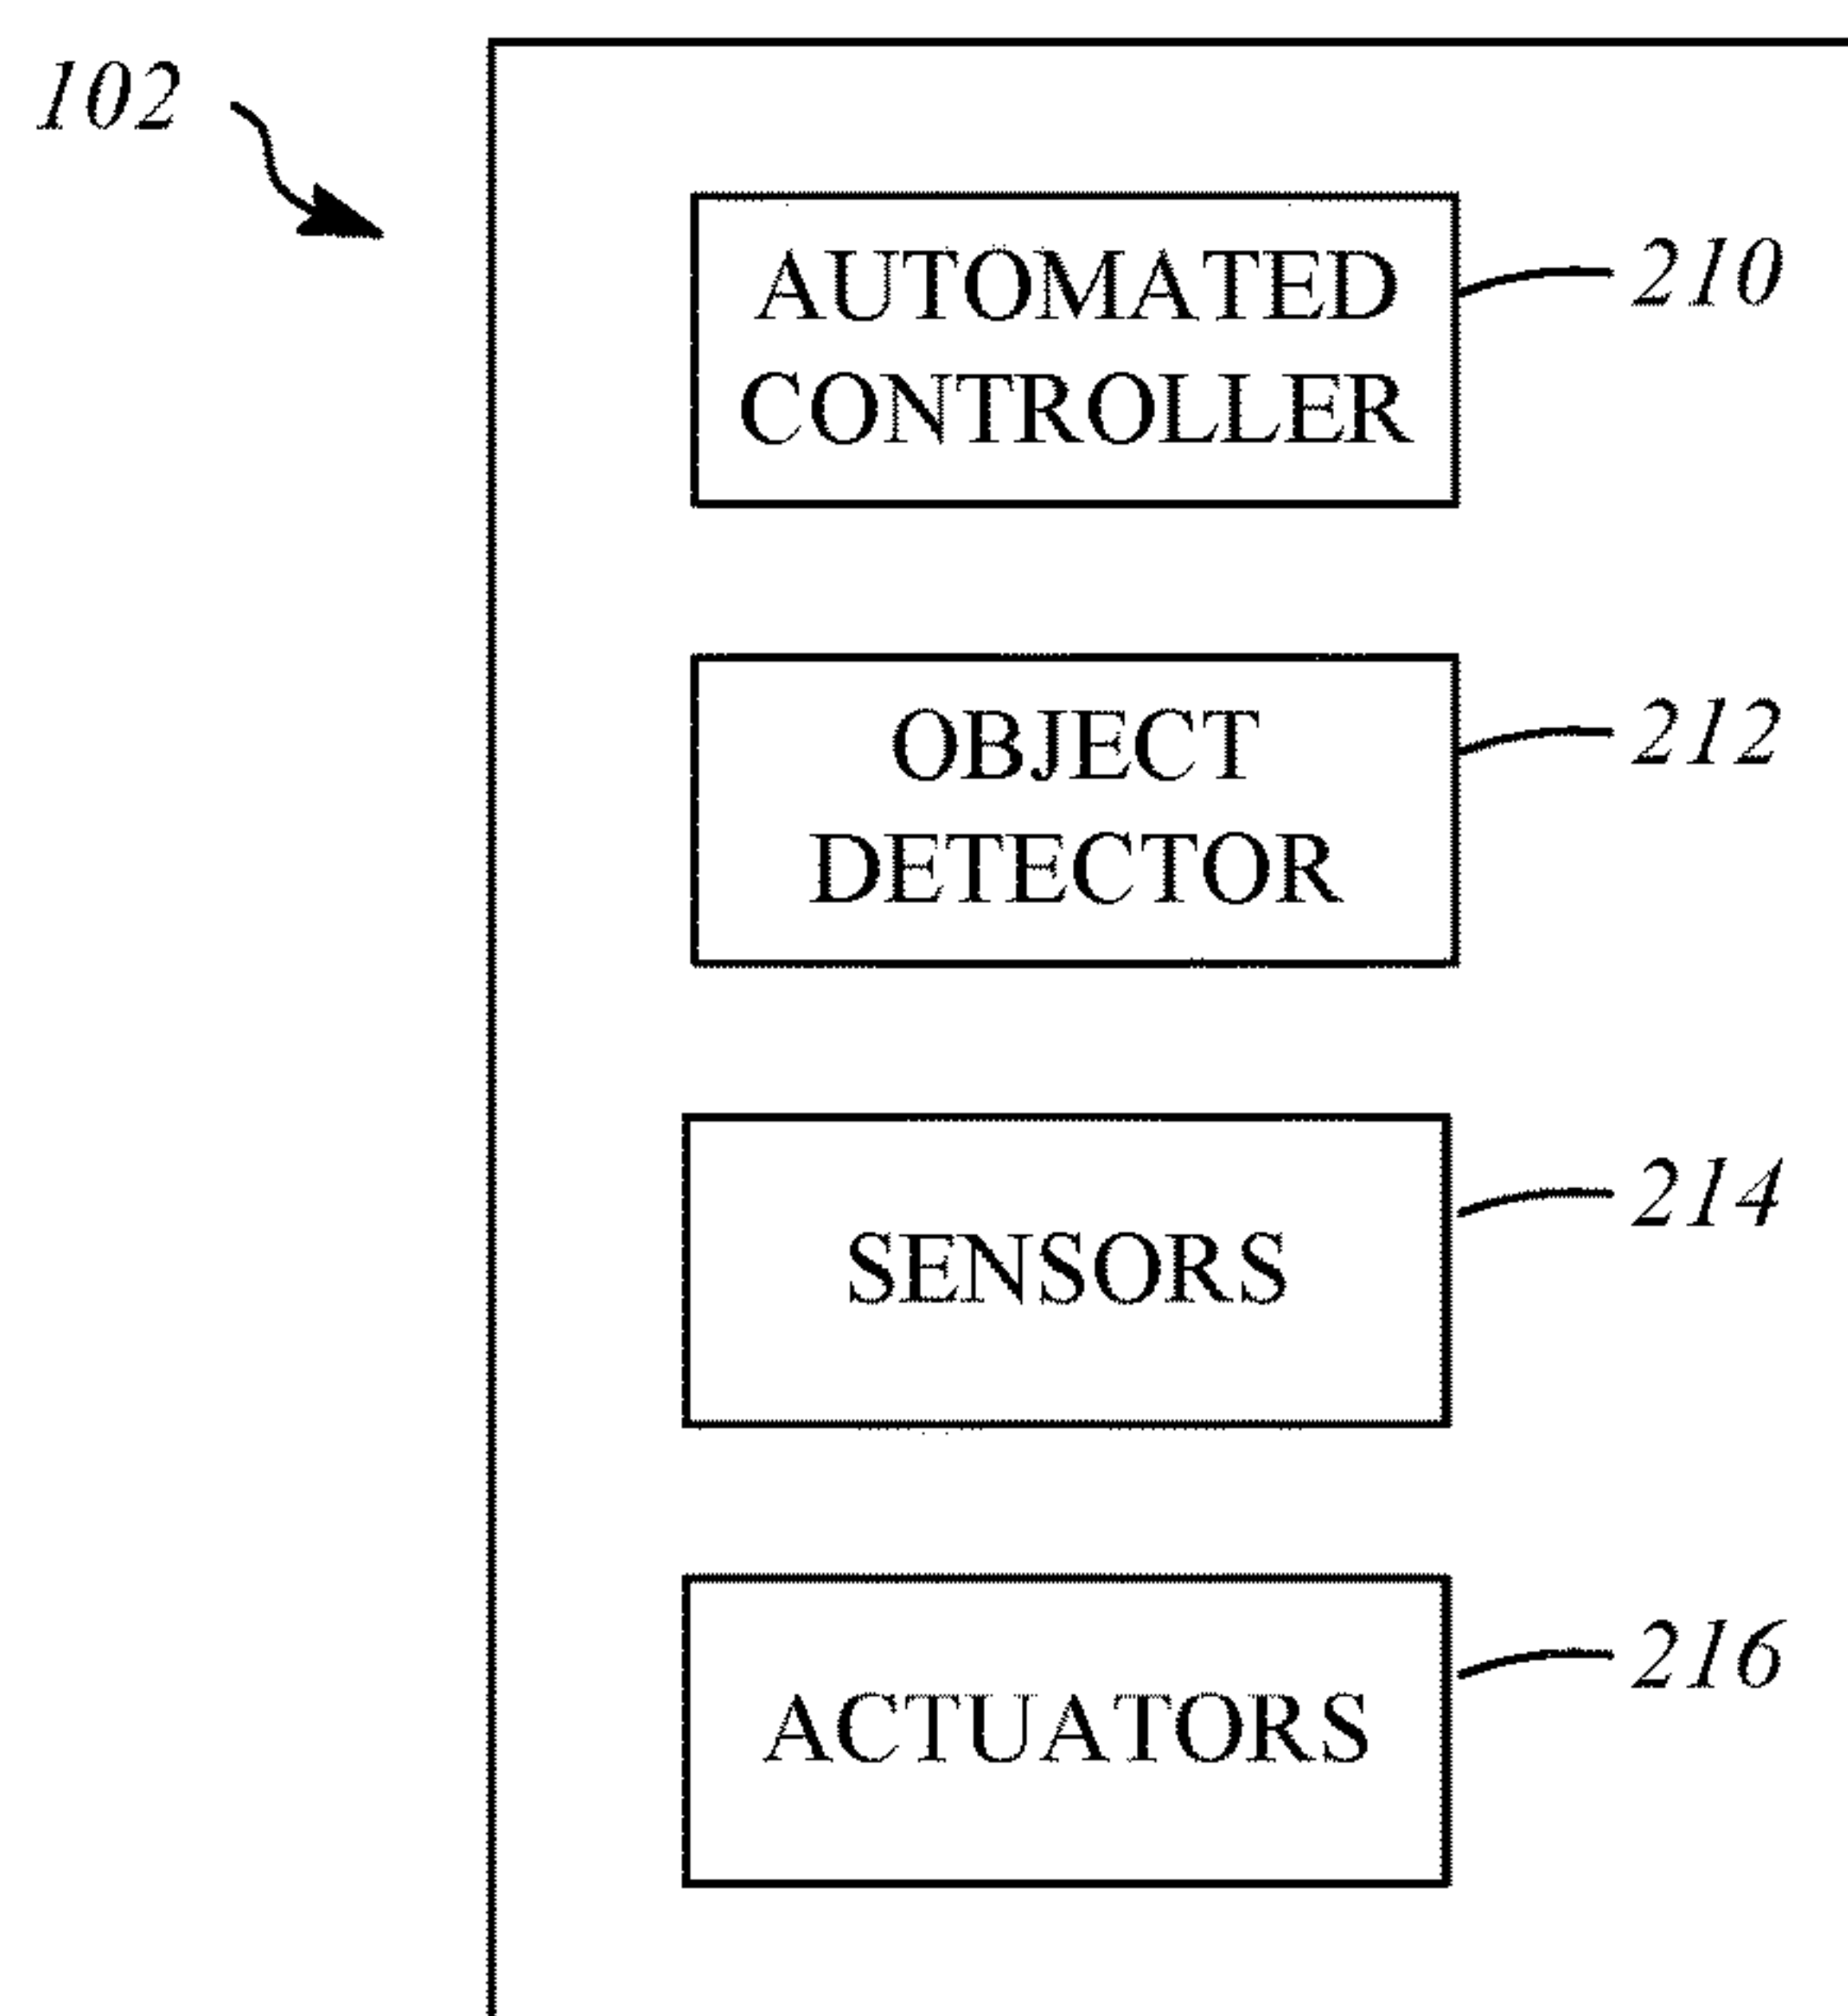 102
AUTOMATED
CONTROLLER
210
OBJECT
DETECTOR
212
SENSORS
214
ACTUATORS
216